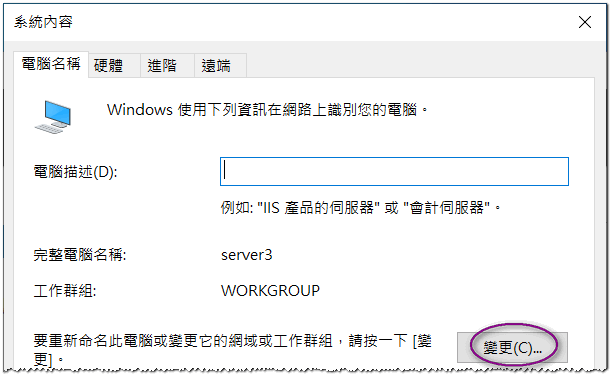 系統內容
電腦名稱 硬體 進階 遠端
Windows 使用下列資訊在網路上識別您的電腦。
電腦描述(D):
例如: "IIS 產品的伺服器" 或 "會計伺服器"。
完整電腦名稱: server3
工作群組: WORKGROUP
要重新命名此電腦或變更它的網域或工作群組，請按一下 [變
更]。
變更(C)...